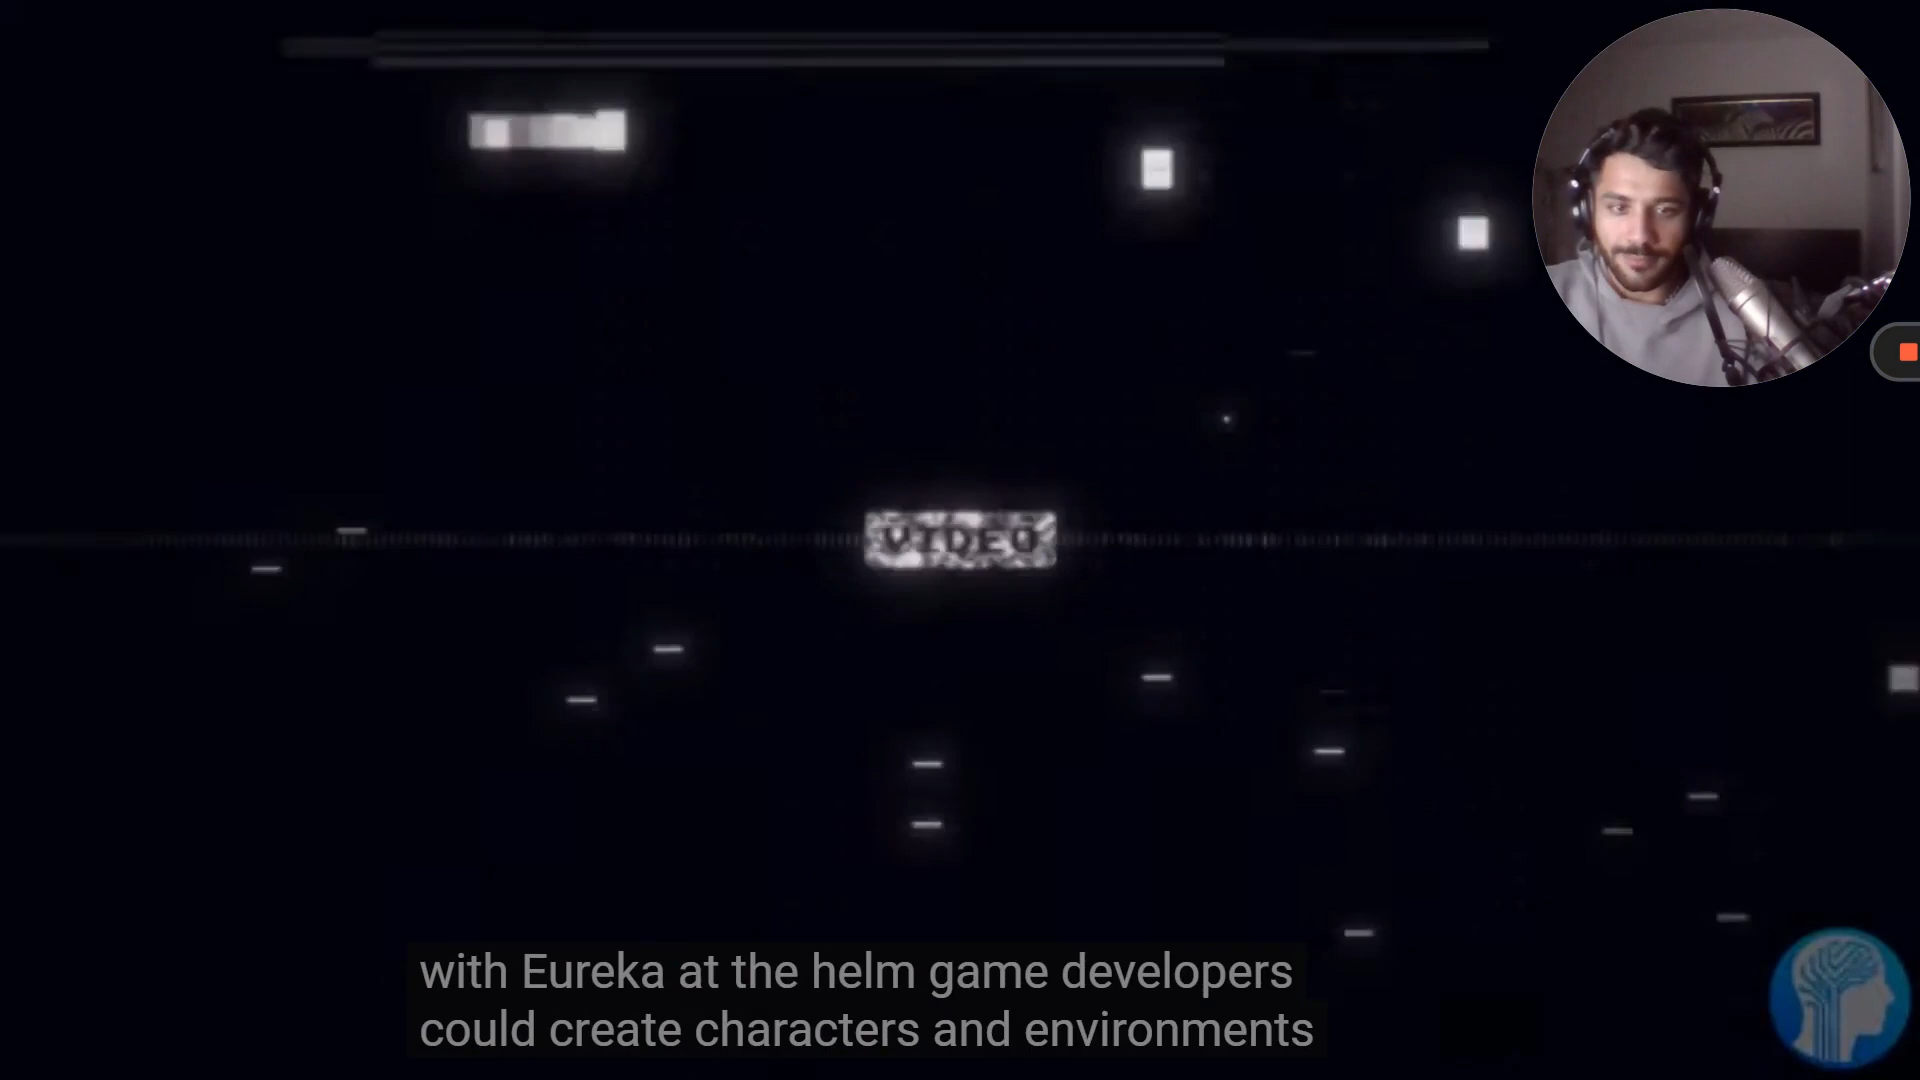 VIDEO
with Eureka at the helm game developers
could create characters and environments